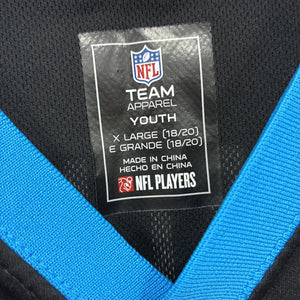 NFL
TEAM
APPAREL
YOUTH
X LARGE (18/20)
E GRANDE (18/20)
MADE IN CHINA
HECHO EN CHINA
NFL PLAYERS